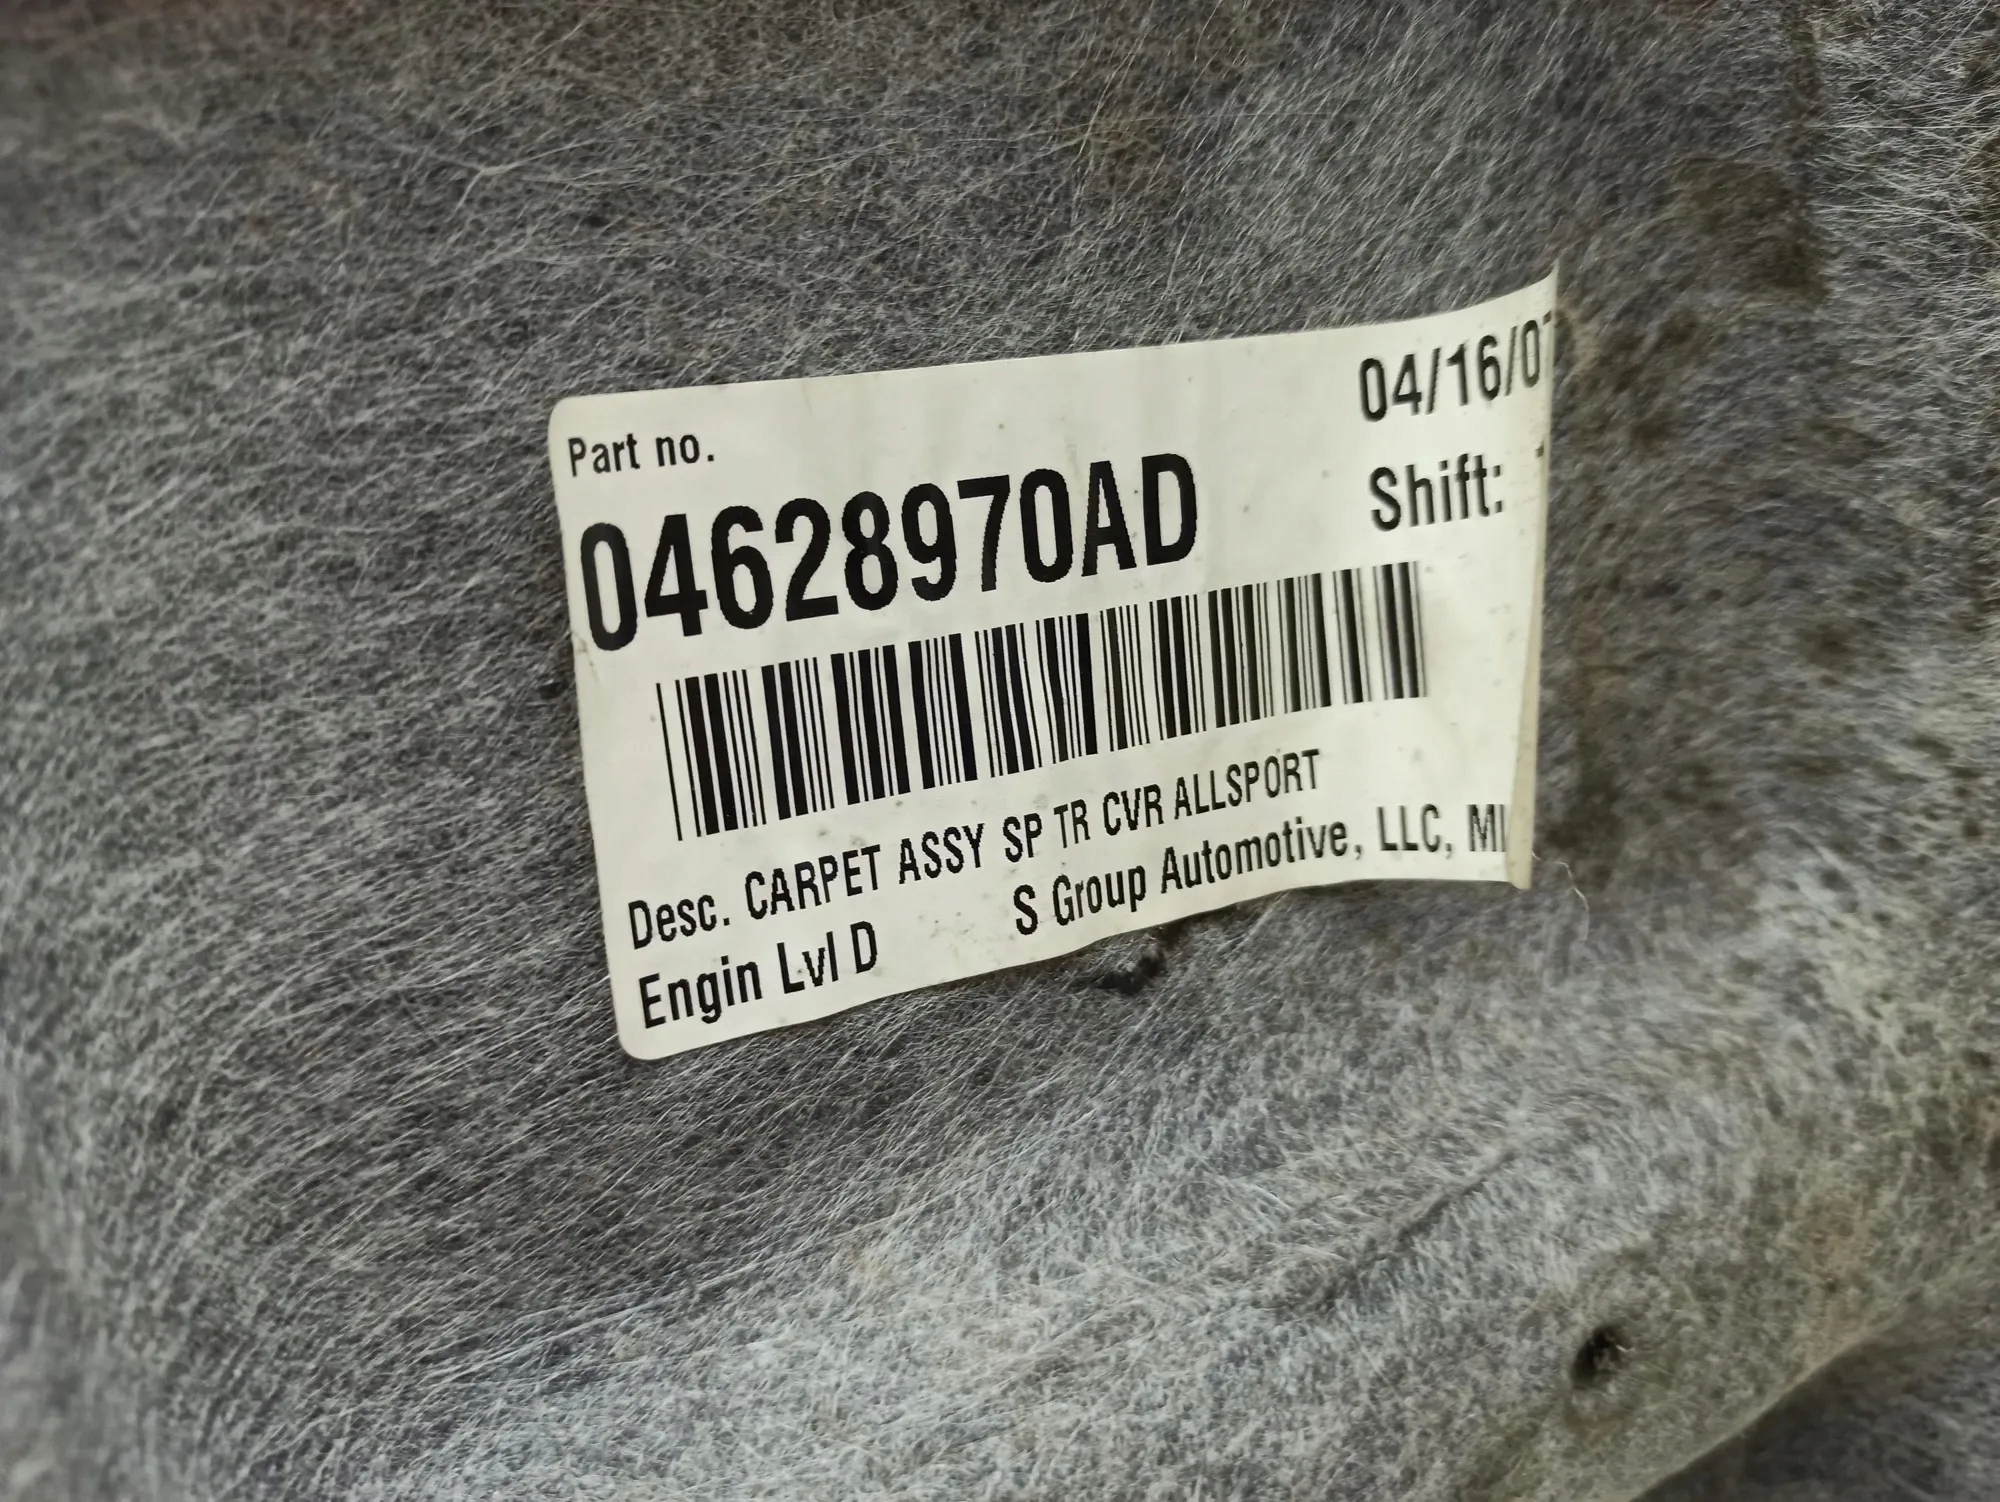 Part no.
04/16/07
04628970AD
Shift:
Desc. CARPET ASSY SP TR CVR ALLSPORT
Engin Lvl D
S Group Automotive, LLC, MI